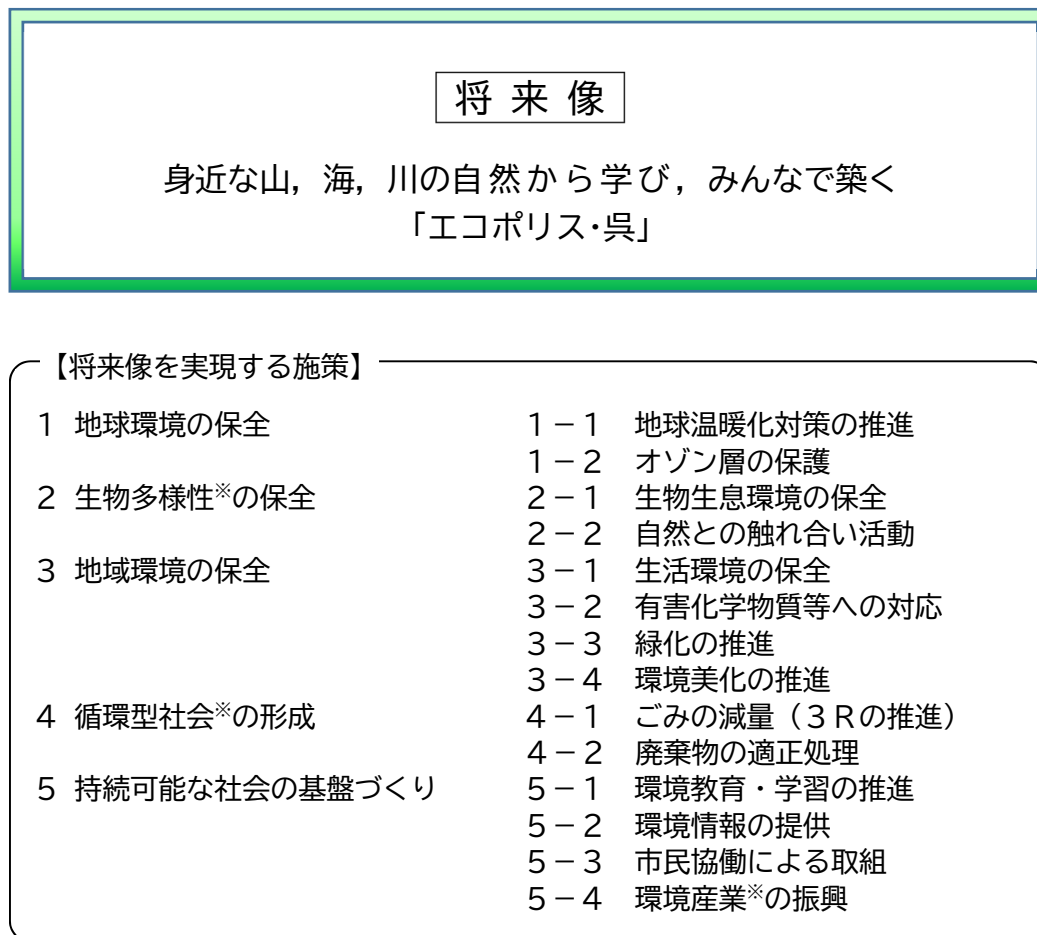 将 来 像
身近な山，海，川の自然から学び，みんなで築く
「エコポリス・呉」
【将来像を実現する施策】
１ 地球環境の保全 １－１ 地球温暖化対策の推進
１－２ オゾン層の保護
２ 生物多様性※の保全 ２－１ 生物生息環境の保全
２－２ 自然との触れ合い活動
３ 地域環境の保全 ３－１ 生活環境の保全
３－２ 有害化学物質等への対応
３－３ 緑化の推進
３－４ 環境美化の推進
４ 循環型社会※の形成 ４－１ ごみの減量（３Ｒの推進）
４－２ 廃棄物の適正処理
５ 持続可能な社会の基盤づくり ５－１ 環境教育・学習の推進
５－２ 環境情報の提供
５－３ 市民協働による取組
５－４ 環境産業※の振興